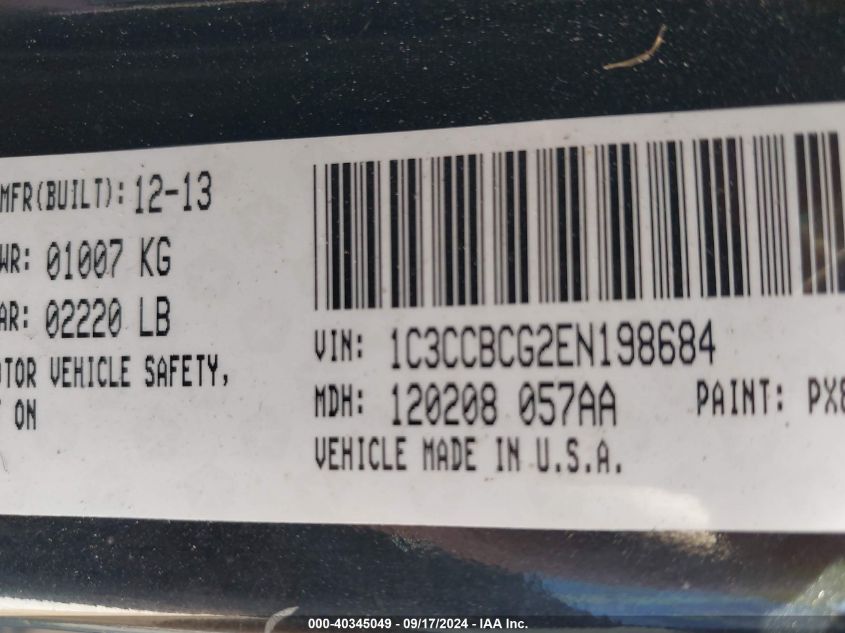 MFR(BUILT): 12-13
WR: 01007 KG
AR: 02220 LB
OTOR VEHICLE SAFETY,
ON
VIN: 1C3CCBCG2EN198684
MDH: 120208 057AA PAINT: PX8
VEHICLE MADE IN U.S.A.
000-40345049 - 09/17/2024 - IAA Inc.